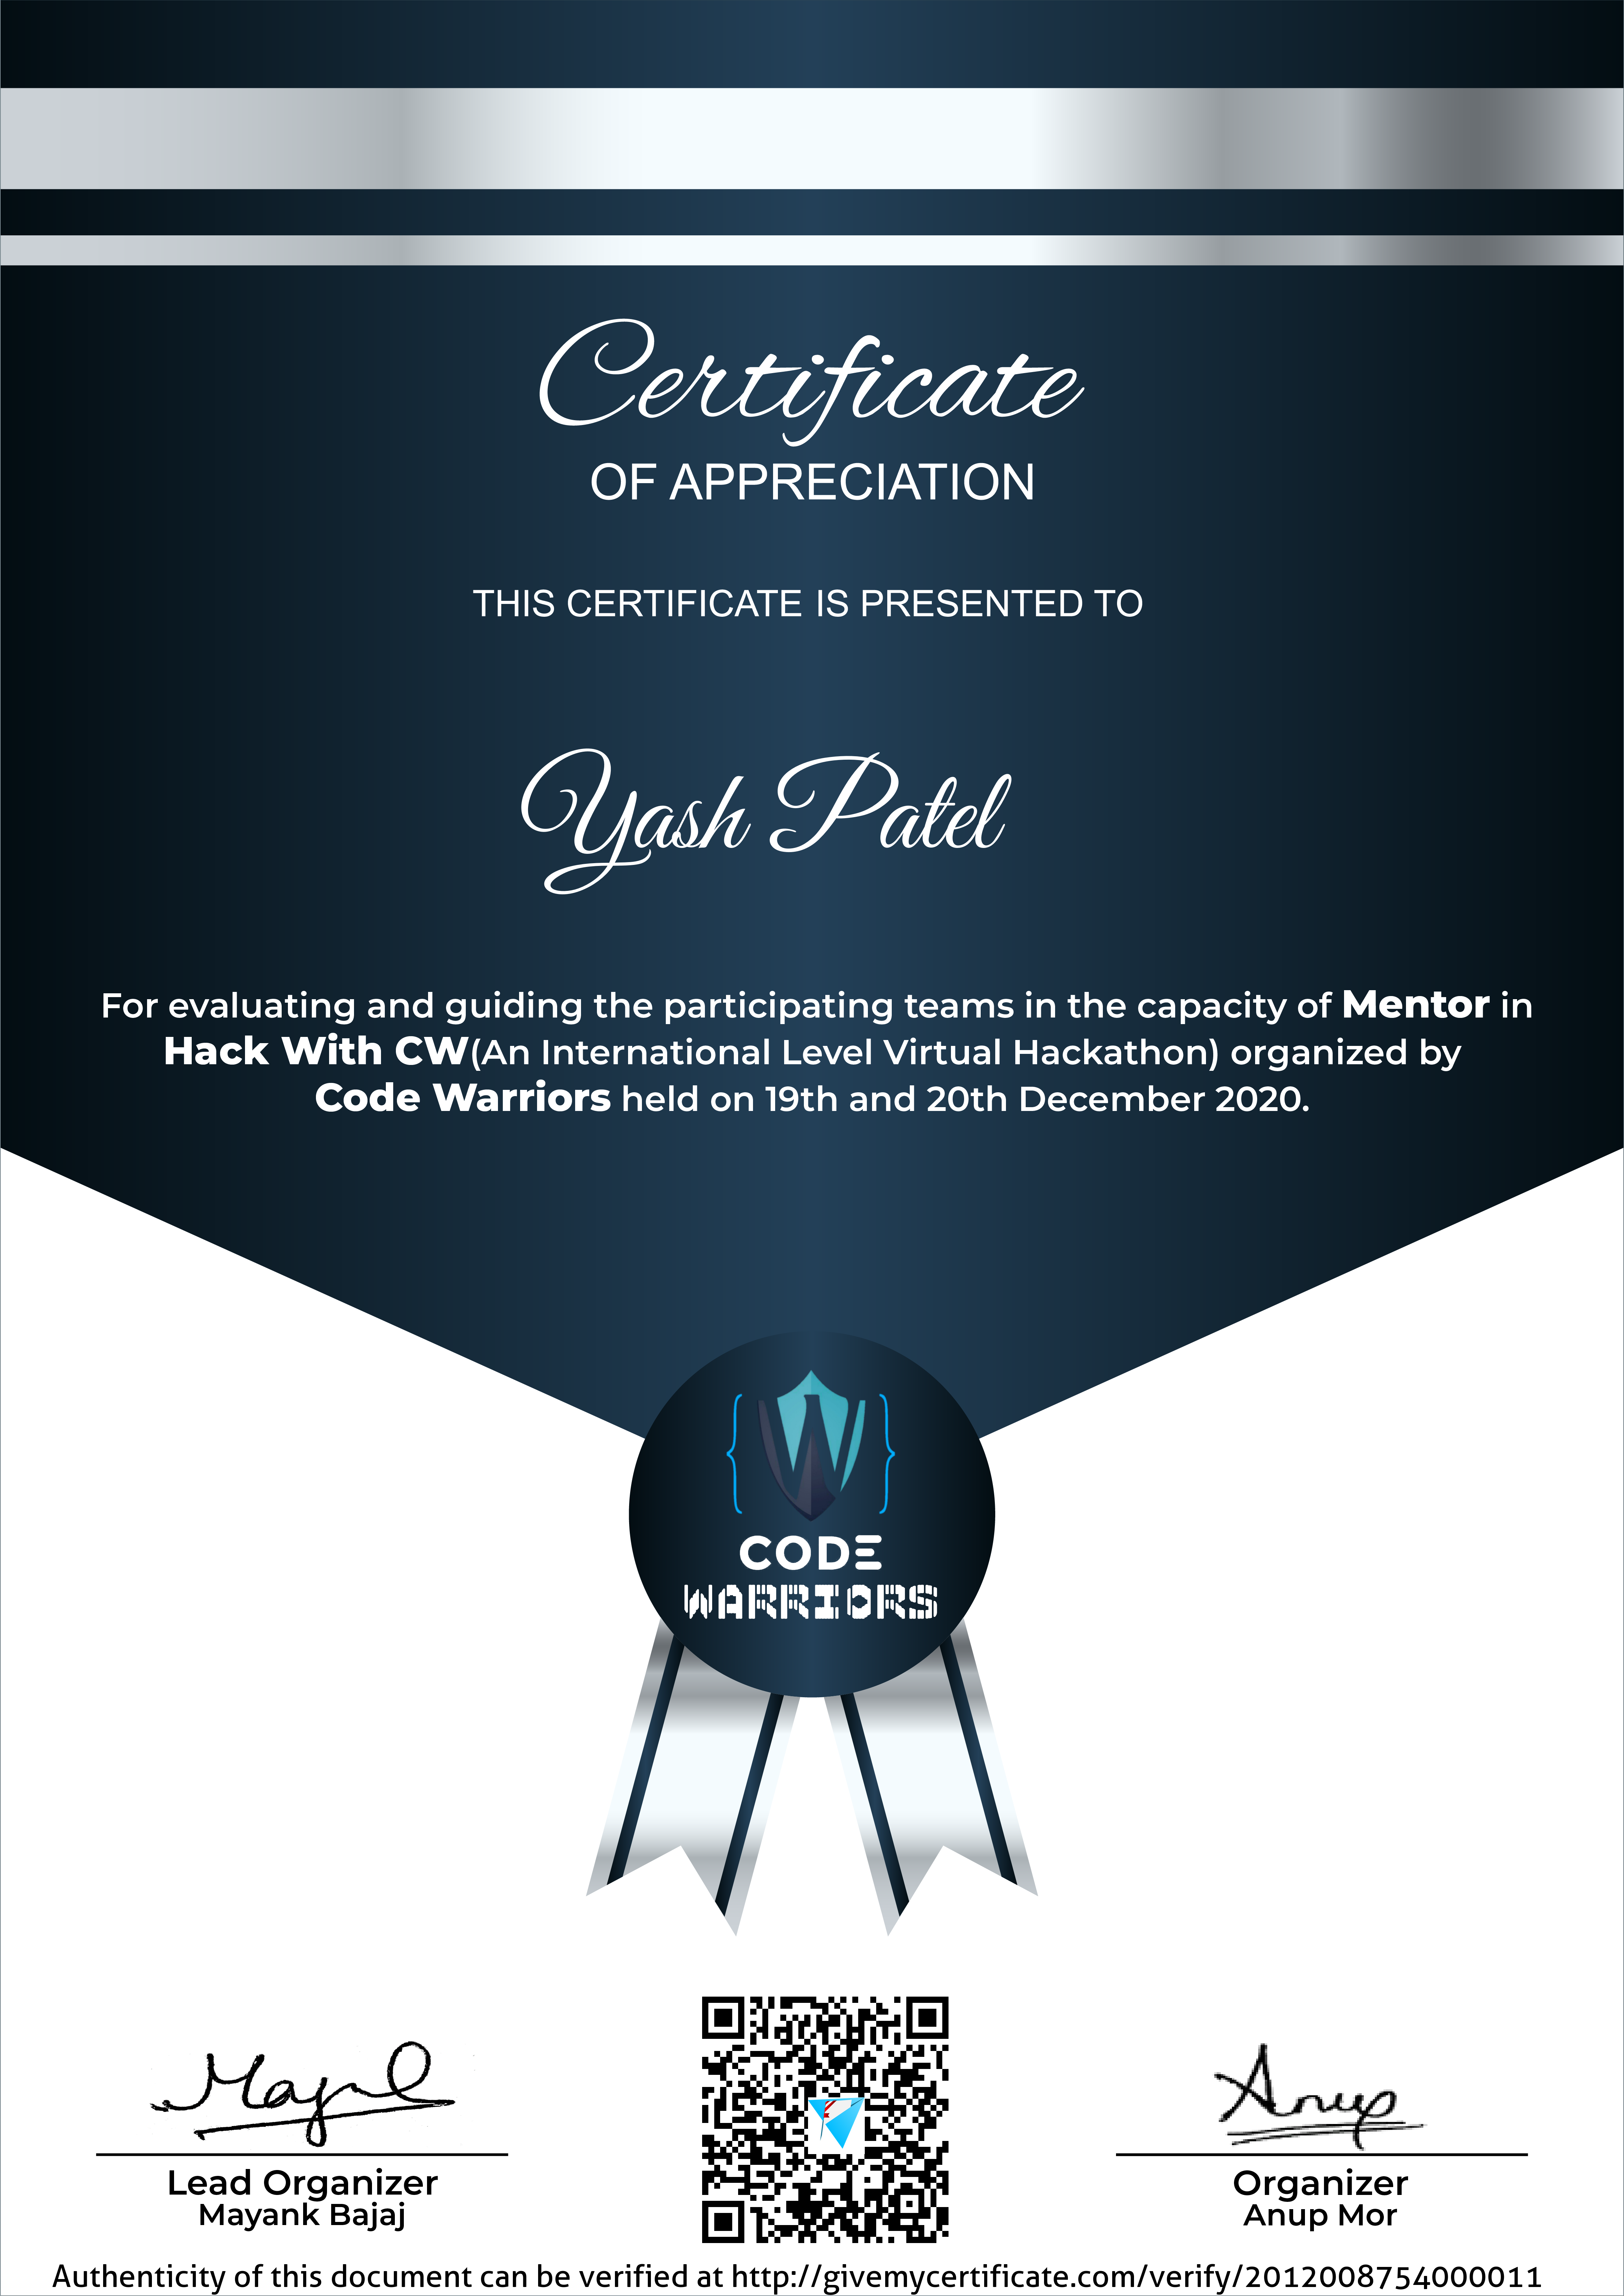 Certificate
OF APPRECIATION
THIS CERTIFICATE IS PRESENTED TO
Yash Patel
For evaluating and guiding the participating teams in the capacity of Mentor in
Hack With CW(An International Level Virtual Hackathon) organized by
Code Warriors held on 19th and 20th December 2020.
CODE
WARRIORS
Mayank
Anup
Lead Organizer
Mayank Bajaj
Organizer
Anup Mor
Authenticity of this document can be verified at http://givemycertificate.com/verify/2012008754000011